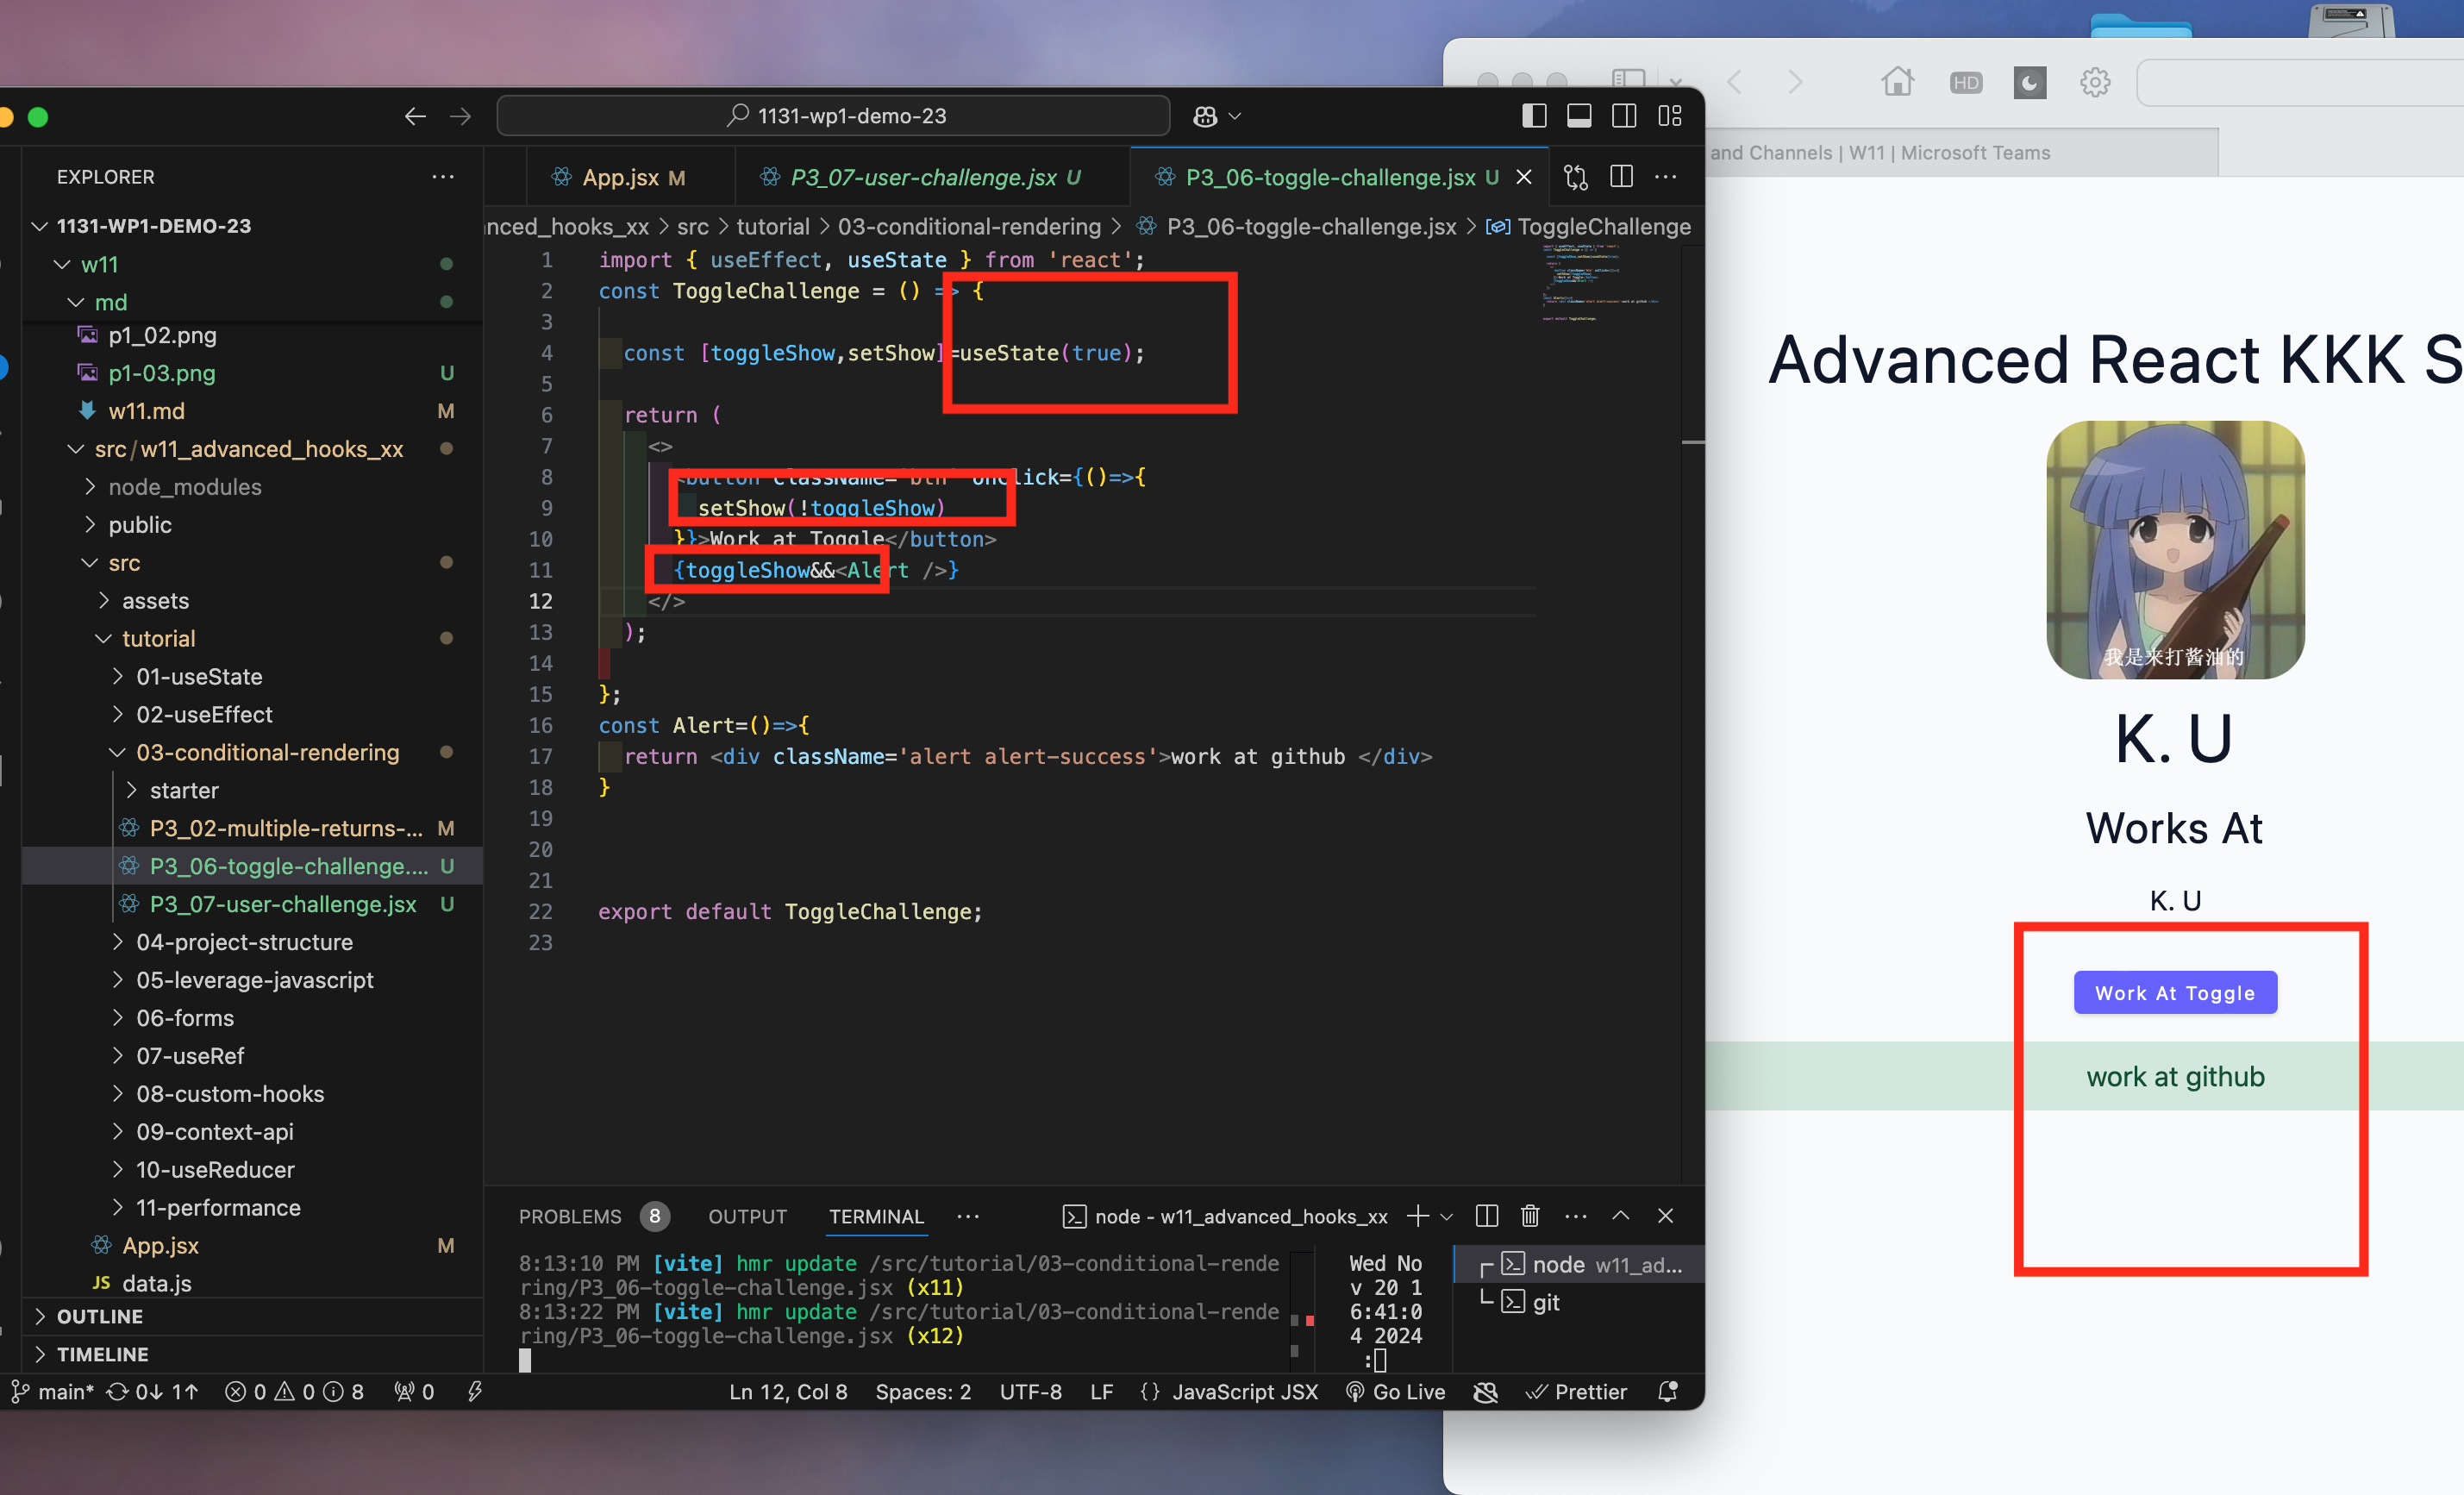 1131-wp1-demo-23
HD
and Channels | W11 | Microsoft Teams
EXPLORER
1131-WP1-DEMO-23
w11
md
p1_02.png
p1-03.png U
w11.md M
src/w11_advanced_hooks_xx
node_modules
public
src
assets
tutorial
01-useState
02-useEffect
03-conditional-rendering
starter
P3_02-multiple-returns-... M
P3_06-toggle-challenge.... U
P3_07-user-challenge.jsx U
04-project-structure
05-leverage-javascript
06-forms
07-useRef
08-custom-hooks
09-context-api
10-useReducer
11-performance
App.jsx M
JS data.js
OUTLINE
TIMELINE
App.jsx M
P3_07-user-challenge.jsx U
P3_06-toggle-challenge.jsx U
anced_hooks_xx > src > tutorial > 03-conditional-rendering > P3_06-toggle-challenge.jsx > ToggleChallenge
1 import { useEffect, useState } from 'react';
2 const ToggleChallenge = () => {
3
4 const [toggleShow,setShow]=useState(true);
5
6 return (
7 <>
8 <button className='btn' onClick={()=>{
9 setShow(!toggleShow)
10 }}>Work at Toggle</button>
11 {toggleShow&&<Alert />}
12 </>
13 );
14
15 };
16 const Alert=()=>{
17 return <div className='alert alert-success'>work at github </div>
18 }
19
20
21
22 export default ToggleChallenge;
23
PROBLEMS 8 OUTPUT TERMINAL ... node - w11_advanced_hooks_xx
8:13:10 PM [vite] hmr update /src/tutorial/03-conditional-rende
ring/P3_06-toggle-challenge.jsx (x11)
8:13:22 PM [vite] hmr update /src/tutorial/03-conditional-rende
ring/P3_06-toggle-challenge.jsx (x12)
Wed No
v 20 1
6:41:0
4 2024
:
node w11_ad...
git
main* 0↓ 1↑ 0 0 8 0 Ln 12, Col 8 Spaces: 2 UTF-8 LF {} JavaScript JSX Go Live Prettier
Advanced React KKK S
我是来打酱油的
K. U
Works At
K. U
Work At Toggle
work at github